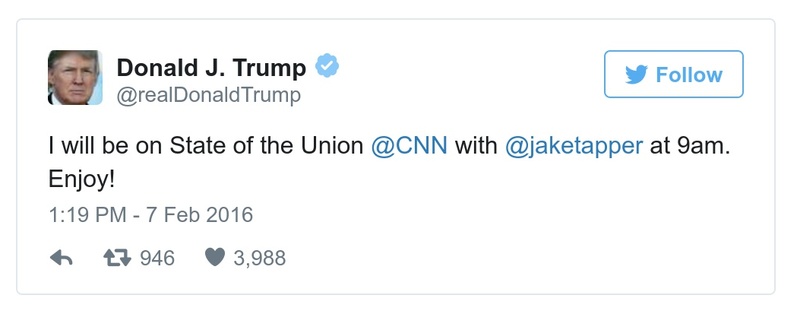 Donald J. Trump
@realDonaldTrump
Follow
I will be on State of the Union @CNN with @jaketapper at 9am.
Enjoy!
1:19 PM - 7 Feb 2016
946 3,988